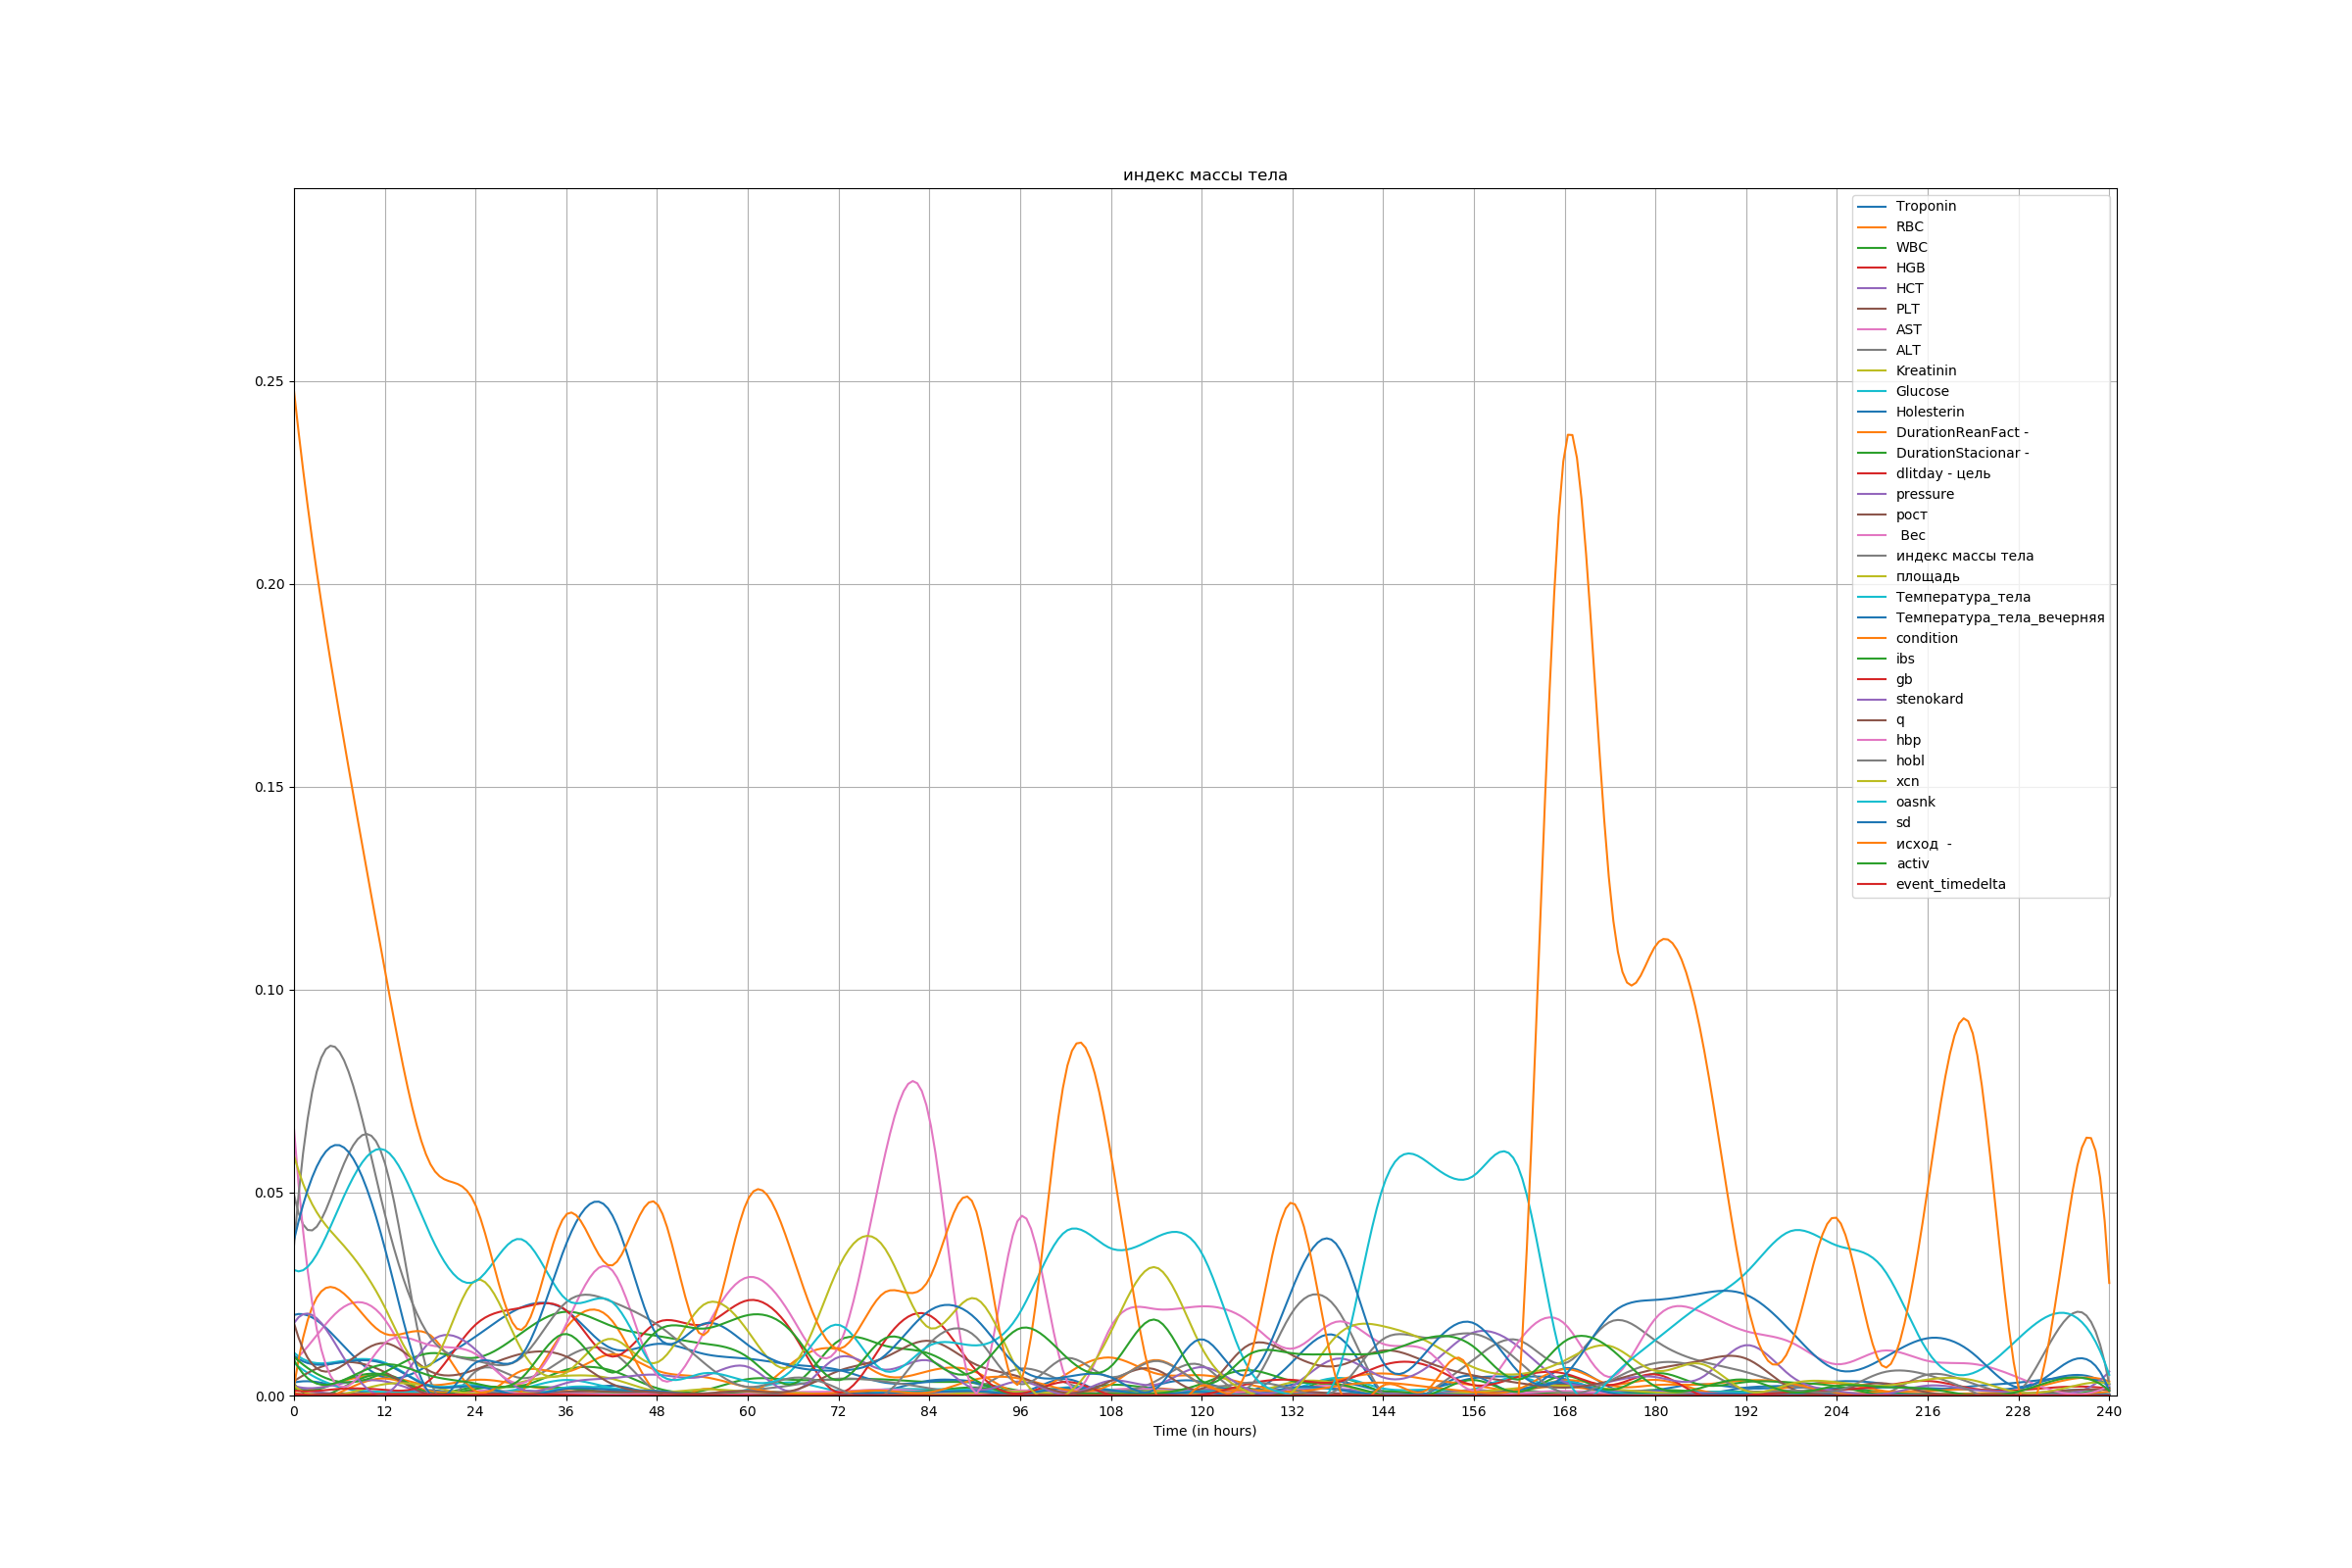 индекс массы тела
0.25
0.20
0.15
0.10
0.05
0.00
Troponin
RBC
WBC
HGB
HCT
PLT
AST
ALT
Kreatinin
Glucose
Holesterin
DurationReanFact -
DurationStacionar -
dlitday - цель
pressure
рост
Вес
индекс массы тела
площадь
Температура_тела
Температура_тела_вечерняя
condition
ibs
gb
stenokard
q
hbp
hobl
xcn
oasnk
sd
исход  -
activ
event_timedelta
0 12 24 36 48 60 72 84 96 108 120 132 144 156 168 180 192 204 216 228 240
Time (in hours)